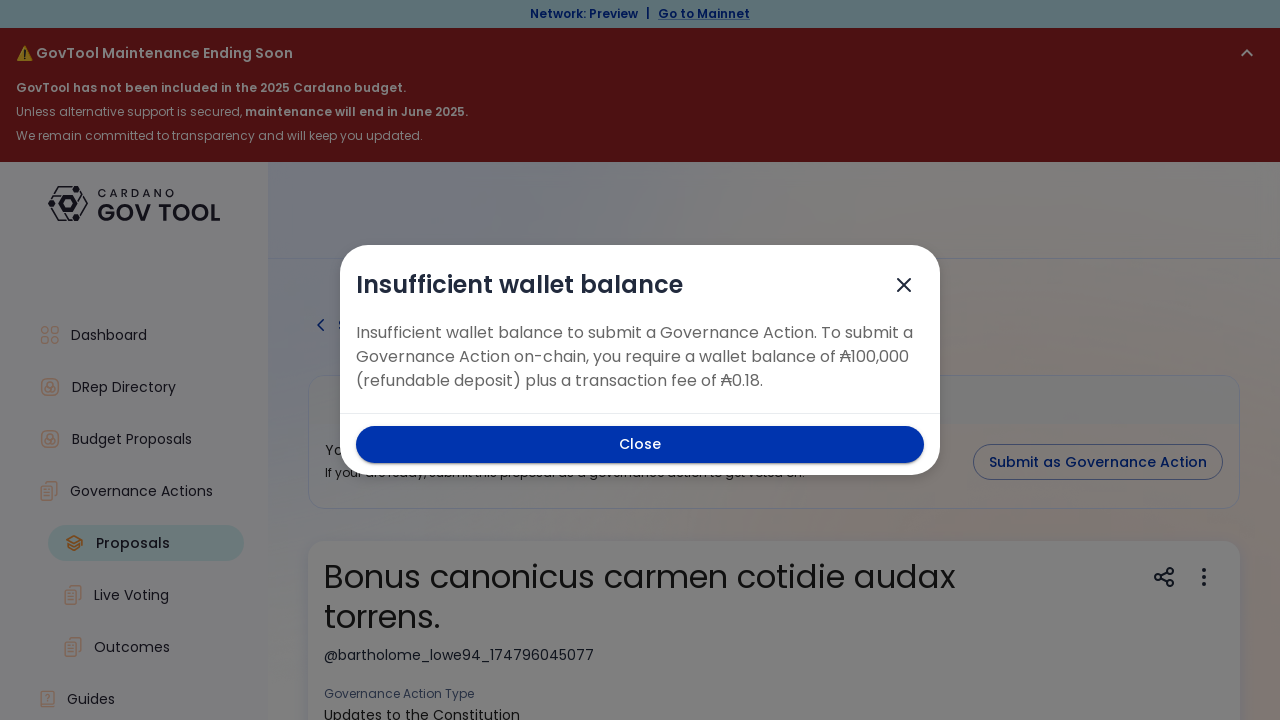 Network: Preview | Go to Mainnet
⚠️ GovTool Maintenance Ending Soon
GovTool has not been included in the 2025 Cardano budget.
Unless alternative support is secured, maintenance will end in June 2025.
We remain committed to transparency and will keep you updated.
CARDANO
GOV TOOL
Dashboard
DRep Directory
Budget Proposals
Governance Actions
Proposals
Live Voting
Outcomes
Guides
Insufficient wallet balance
Insufficient wallet balance to submit a Governance Action. To submit a
Governance Action on-chain, you require a wallet balance of ₳100,000
(refundable deposit) plus a transaction fee of ₳0.18.
Close
Submit as Governance Action
Bonus canonicus carmen cotidie audax
torrens.
@bartholome_lowe94_174796045077
Governance Action Type
Updates to the Constitution